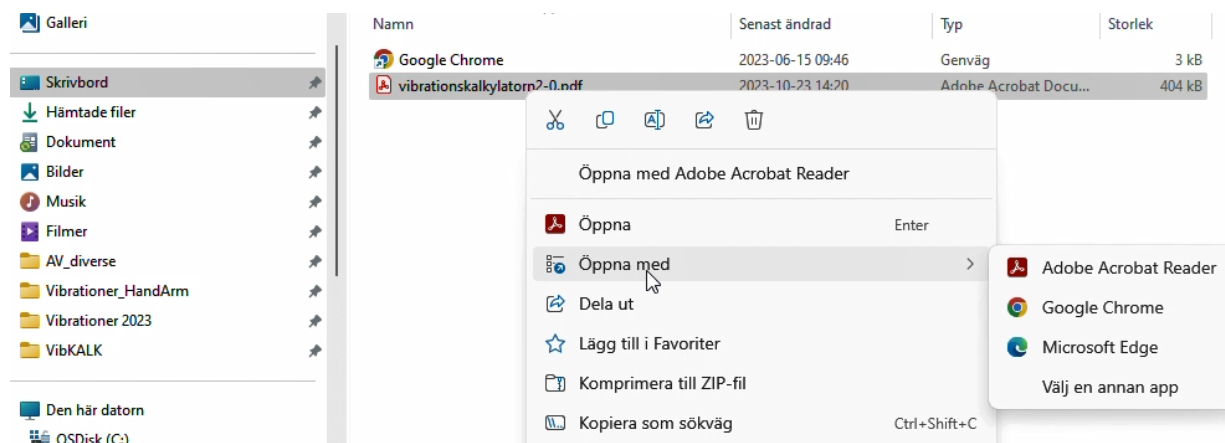 Galleri
Namn Senast ändrad Typ Storlek
Google Chrome 2023-06-15 09:46 Genväg 3 kB
Skrivbord
vibrationskalkylatorn2-0.pdf 2023-10-23 14:20 Adobe Acrobat Docu... 404 kB
Hämtade filer
Dokument
Bilder
Musik
Filmer
AV_diverse
Vibrationer_HandArm
Vibrationer 2023
VibKALK
Den här datorn
OSDisk (C:)
Öppna med Adobe Acrobat Reader
Öppna Enter
Öppna med
Dela ut
Lägg till i Favoriter
Komprimera till ZIP-fil
Kopiera som sökväg Ctrl+Shift+C
Adobe Acrobat Reader
Google Chrome
Microsoft Edge
Välj en annan app